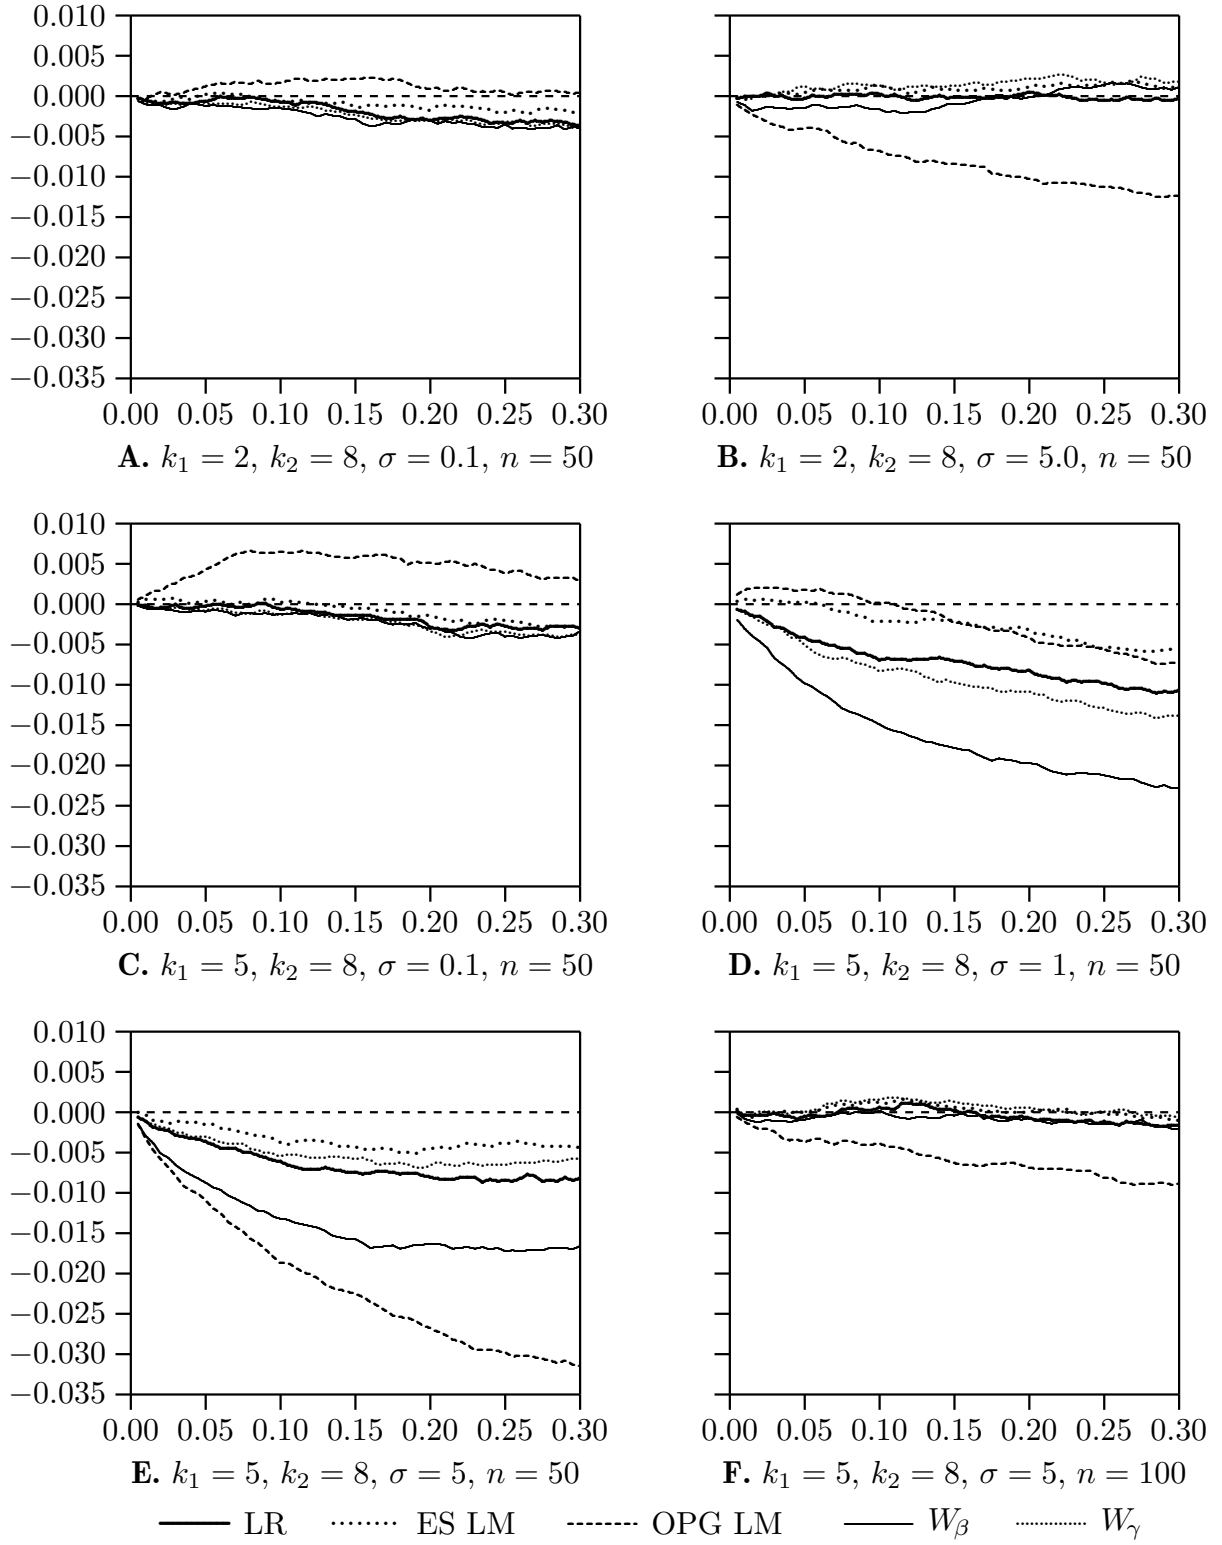 0.010
0.005
0.000
−0.005
−0.010
−0.015
−0.020
−0.025
−0.030
−0.035
0.00 0.05 0.10 0.15 0.20 0.25 0.30
A. k₁ = 2, k₂ = 8, σ = 0.1, n = 50
0.00 0.05 0.10 0.15 0.20 0.25 0.30
B. k₁ = 2, k₂ = 8, σ = 5.0, n = 50
0.010
0.005
0.000
−0.005
−0.010
−0.015
−0.020
−0.025
−0.030
−0.035
0.00 0.05 0.10 0.15 0.20 0.25 0.30
C. k₁ = 5, k₂ = 8, σ = 0.1, n = 50
0.00 0.05 0.10 0.15 0.20 0.25 0.30
D. k₁ = 5, k₂ = 8, σ = 1, n = 50
0.010
0.005
0.000
−0.005
−0.010
−0.015
−0.020
−0.025
−0.030
−0.035
0.00 0.05 0.10 0.15 0.20 0.25 0.30
E. k₁ = 5, k₂ = 8, σ = 5, n = 50
0.00 0.05 0.10 0.15 0.20 0.25 0.30
F. k₁ = 5, k₂ = 8, σ = 5, n = 100
LR ES LM OPG LM W_β W_γ